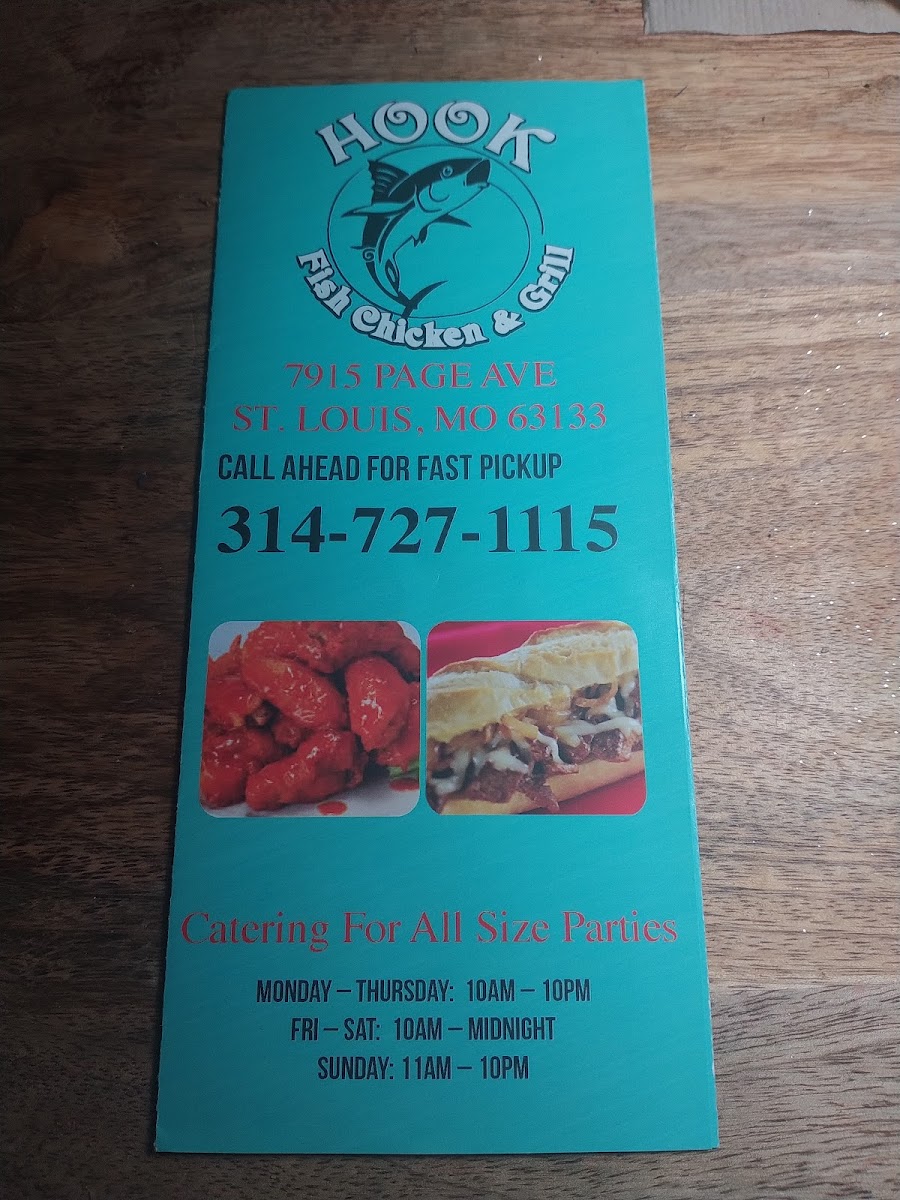 HOOK
Fish Chicken & Grill
7915 PAGE AVE
ST. LOUIS, MO 63133
CALL AHEAD FOR FAST PICKUP
314-727-1115
Catering For All Size Parties
MONDAY – THURSDAY: 10AM – 10PM
FRI – SAT: 10AM – MIDNIGHT
SUNDAY: 11AM – 10PM